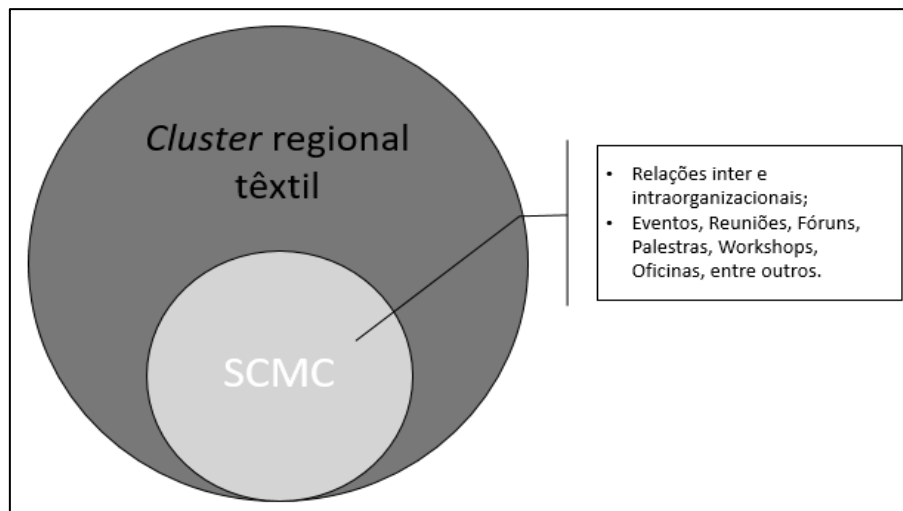 Cluster regional
têxtil
SCMC
• Relações inter e
intraorganizacionais;
• Eventos, Reuniões, Fóruns,
Palestras, Workshops,
Oficinas, entre outros.